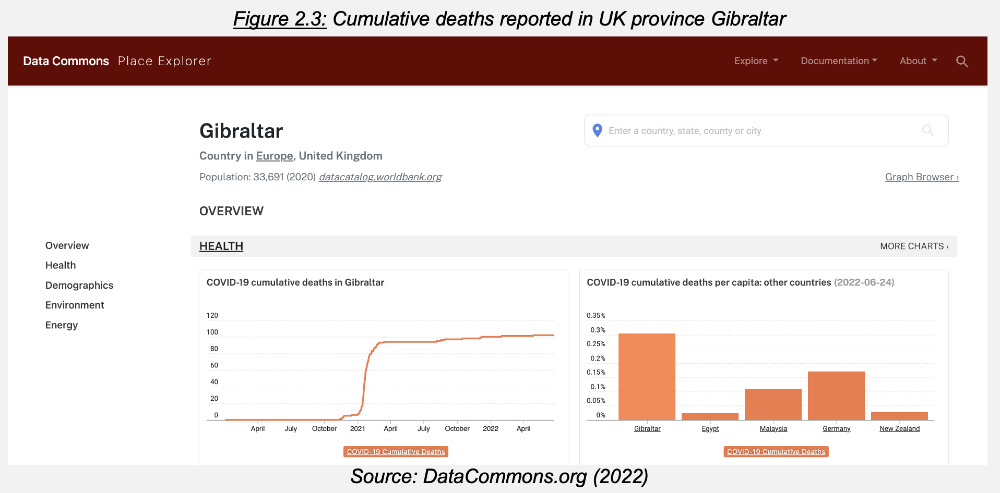 Figure 2.3: Cumulative deaths reported in UK province Gibraltar
Data Commons Place Explorer
Explore
Documentation
About
Gibraltar
Enter a country, state, county or city
Country in Europe, United Kingdom
Population: 33,691 (2020) datacatalog.worldbank.org
Graph Browser ›
OVERVIEW
Overview
Health
Demographics
Environment
Energy
HEALTH
MORE CHARTS ›
COVID-19 cumulative deaths in Gibraltar
120
100
80
60
40
20
0
April July October 2021 April July October 2022 April
COVID-19 Cumulative Deaths
COVID-19 cumulative deaths per capita: other countries (2022-06-24)
0.35%
0.3%
0.25%
0.2%
0.15%
0.1%
0.05%
0%
Gibraltar Egypt Malaysia Germany New Zealand
COVID-19 Cumulative Deaths
Source: DataCommons.org (2022)